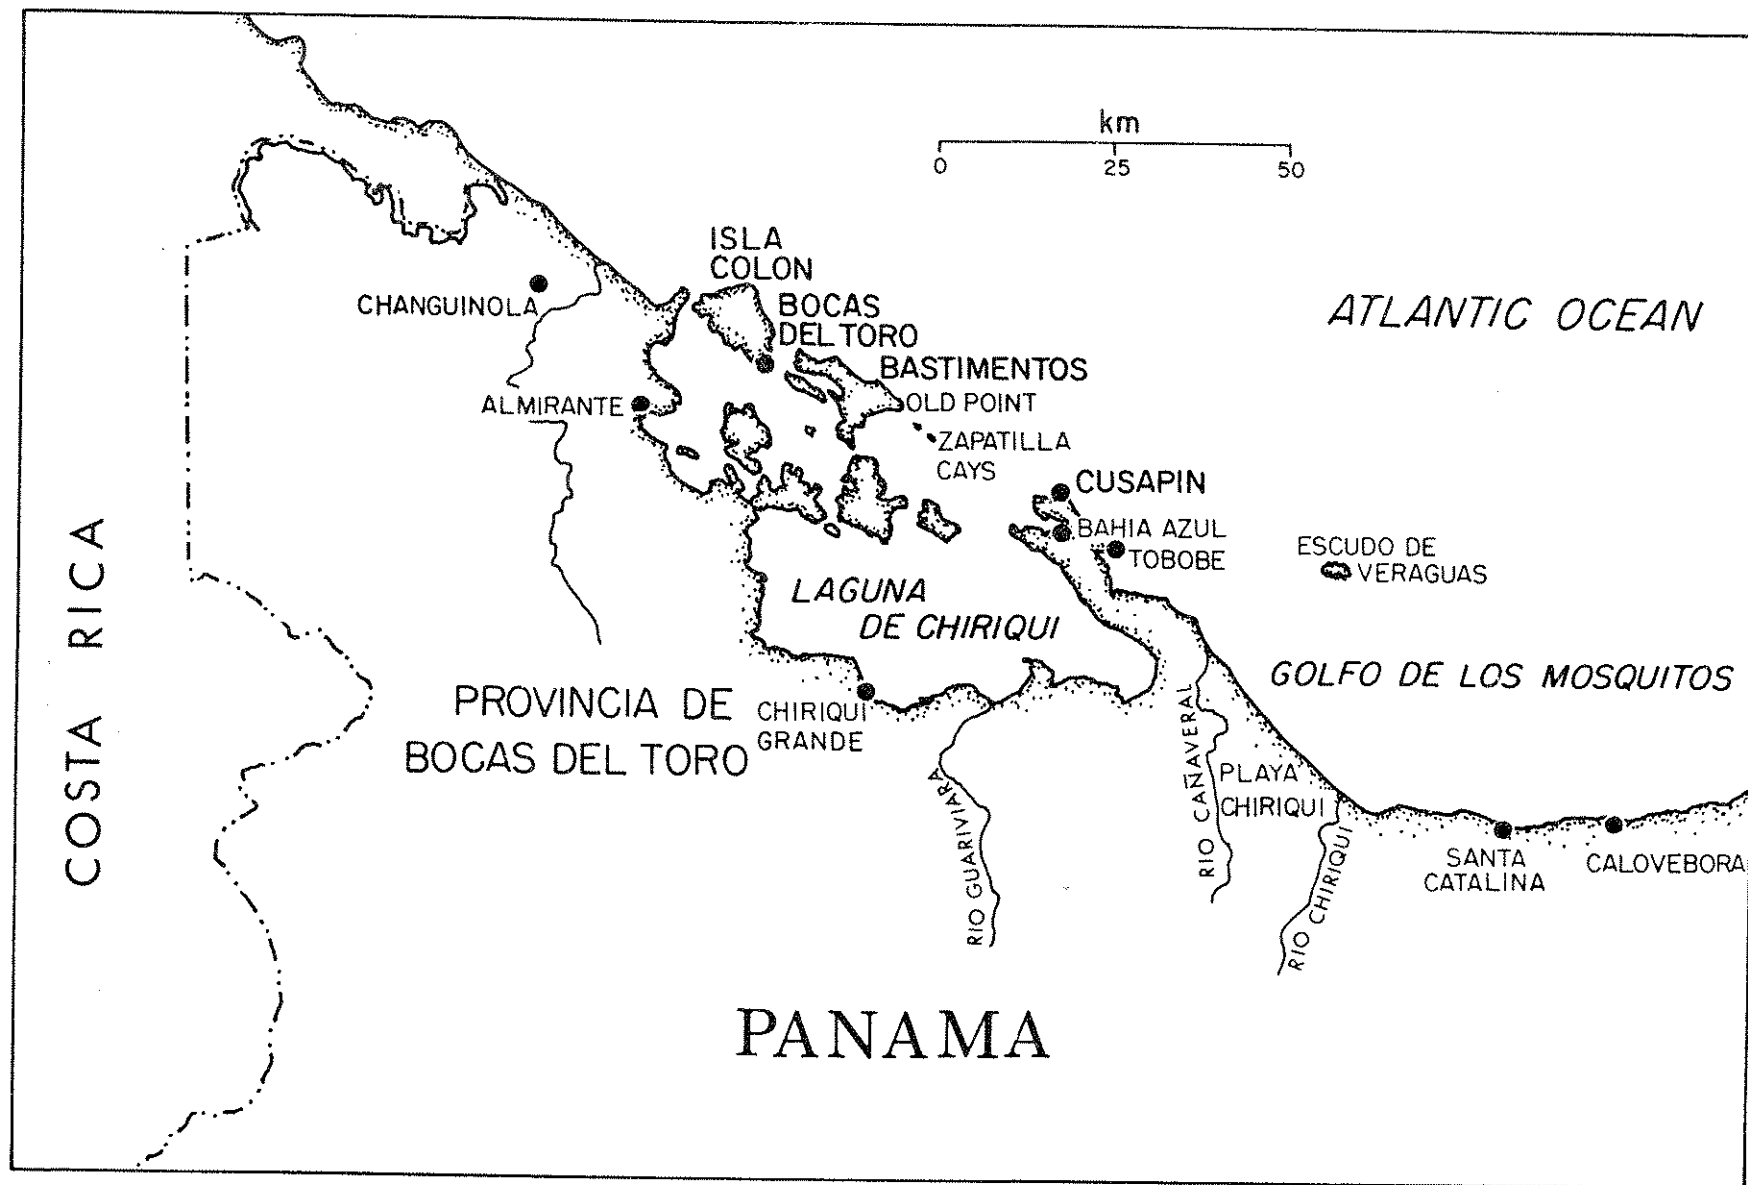 km
0 25 50
ISLA
COLON
BOCAS
DEL TORO
CHANGUINOLA
ATLANTIC OCEAN
BASTIMENTOS
OLD POINT
ALMIRANTE
ZAPATILLA
CAYS
CUSAPIN
BAHIA AZUL
TOBOBE
ESCUDO DE
VERAGUAS
LAGUNA
DE CHIRIQUI
COSTA RICA
GOLFO DE LOS MOSQUITOS
PROVINCIA DE
BOCAS DEL TORO
CHIRIQUI
GRANDE
RIO GUARIVIARA
RIO CAÑAVERAL
PLAYA
CHIRIQUI
RIO CHIRIQUI
SANTA
CATALINA
CALOVEBORA
PANAMA